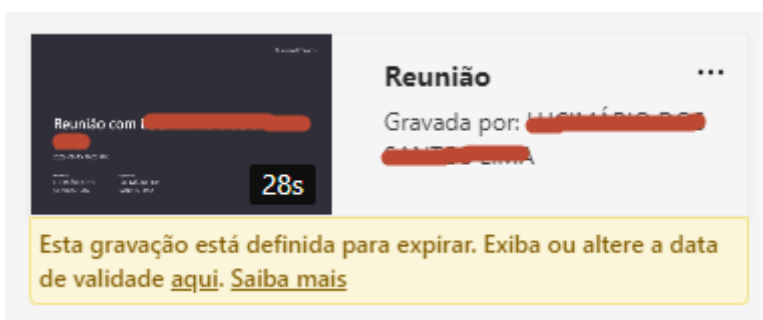 Reunião com
28s
Reunião
...
Gravada por:
Esta gravação está definida para expirar. Exiba ou altere a data
de validade aqui. Saiba mais